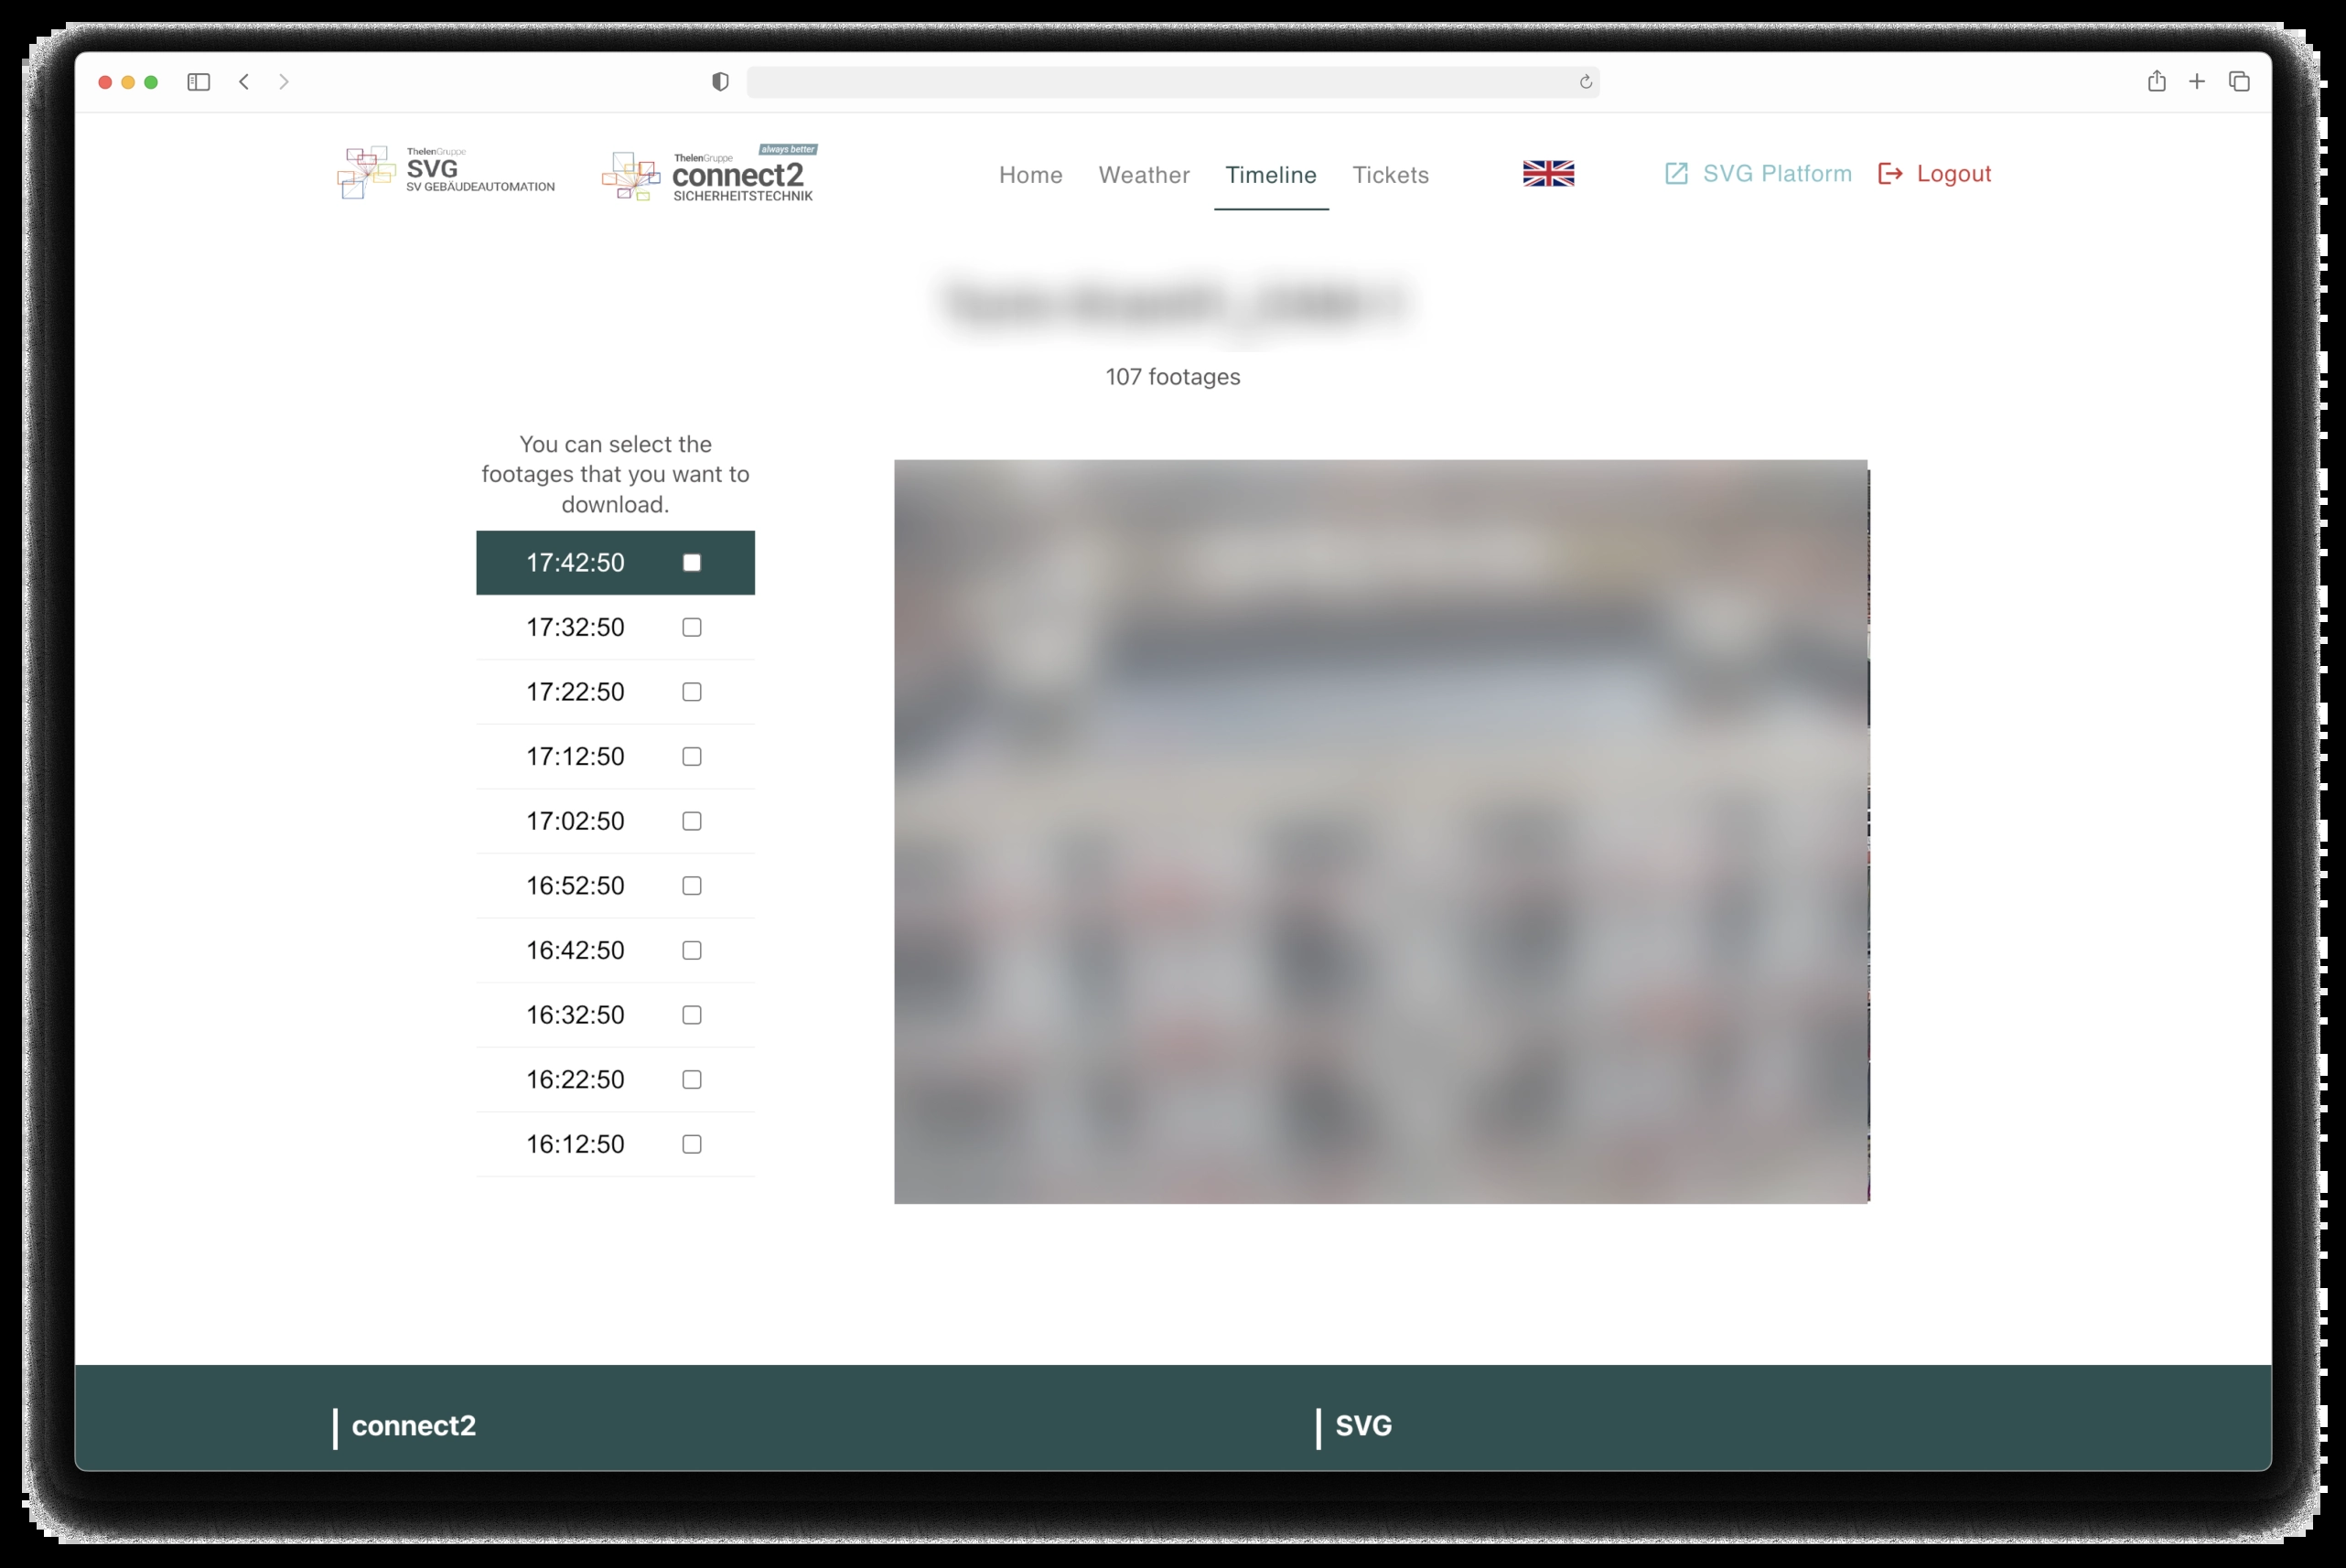 ThelenGruppe
SVG
SV GEBÄUDEAUTOMATION
always better
ThelenGruppe
connect2
SICHERHEITSTECHNIK
Home Weather Timeline Tickets
SVG Platform Logout
107 footages
You can select the
footages that you want to
download.
17:42:50
17:32:50
17:22:50
17:12:50
17:02:50
16:52:50
16:42:50
16:32:50
16:22:50
16:12:50
connect2
SVG